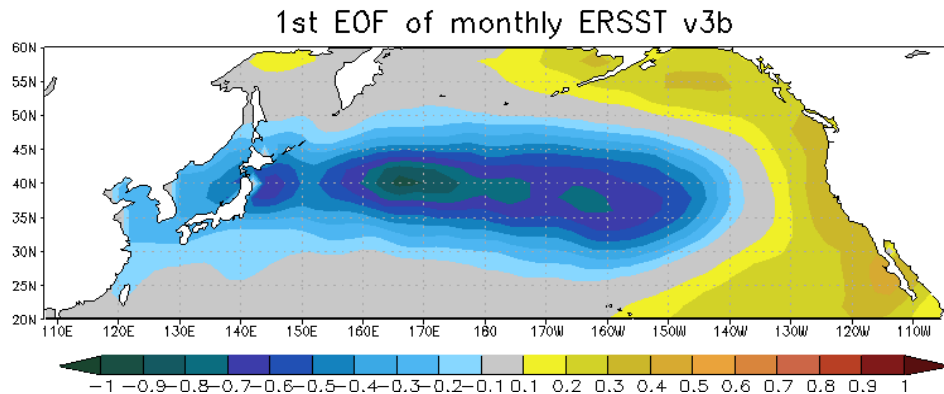 1st EOF of monthly ERSST v3b
60N
55N
50N
45N
40N
35N
30N
25N
20N
110E 120E 130E 140E 150E 160E 170E 180 170W 160W 150W 140W 130W 120W 110W
-1 -0.9 -0.8 -0.7 -0.6 -0.5 -0.4 -0.3 -0.2 -0.1 0.1 0.2 0.3 0.4 0.5 0.6 0.7 0.8 0.9 1